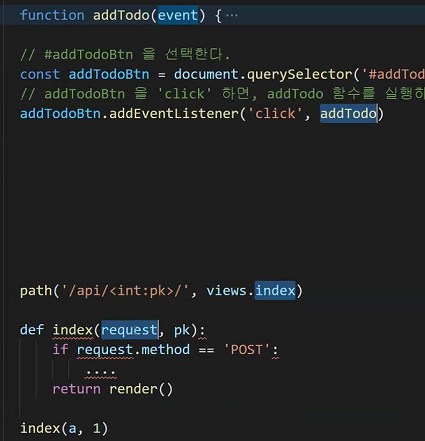 function addTodo(event) {…
// #addTodoBtn 을 선택한다.
const addTodoBtn = document.querySelector('#addTod
// addTodoBtn 을 'click' 하면, addTodo 함수를 실행하
addTodoBtn.addEventListener('click', addTodo)
path('/api/<int:pk>/', views.index)
def index(request, pk):
if request.method == 'POST':
....
return render()
index(a, 1)